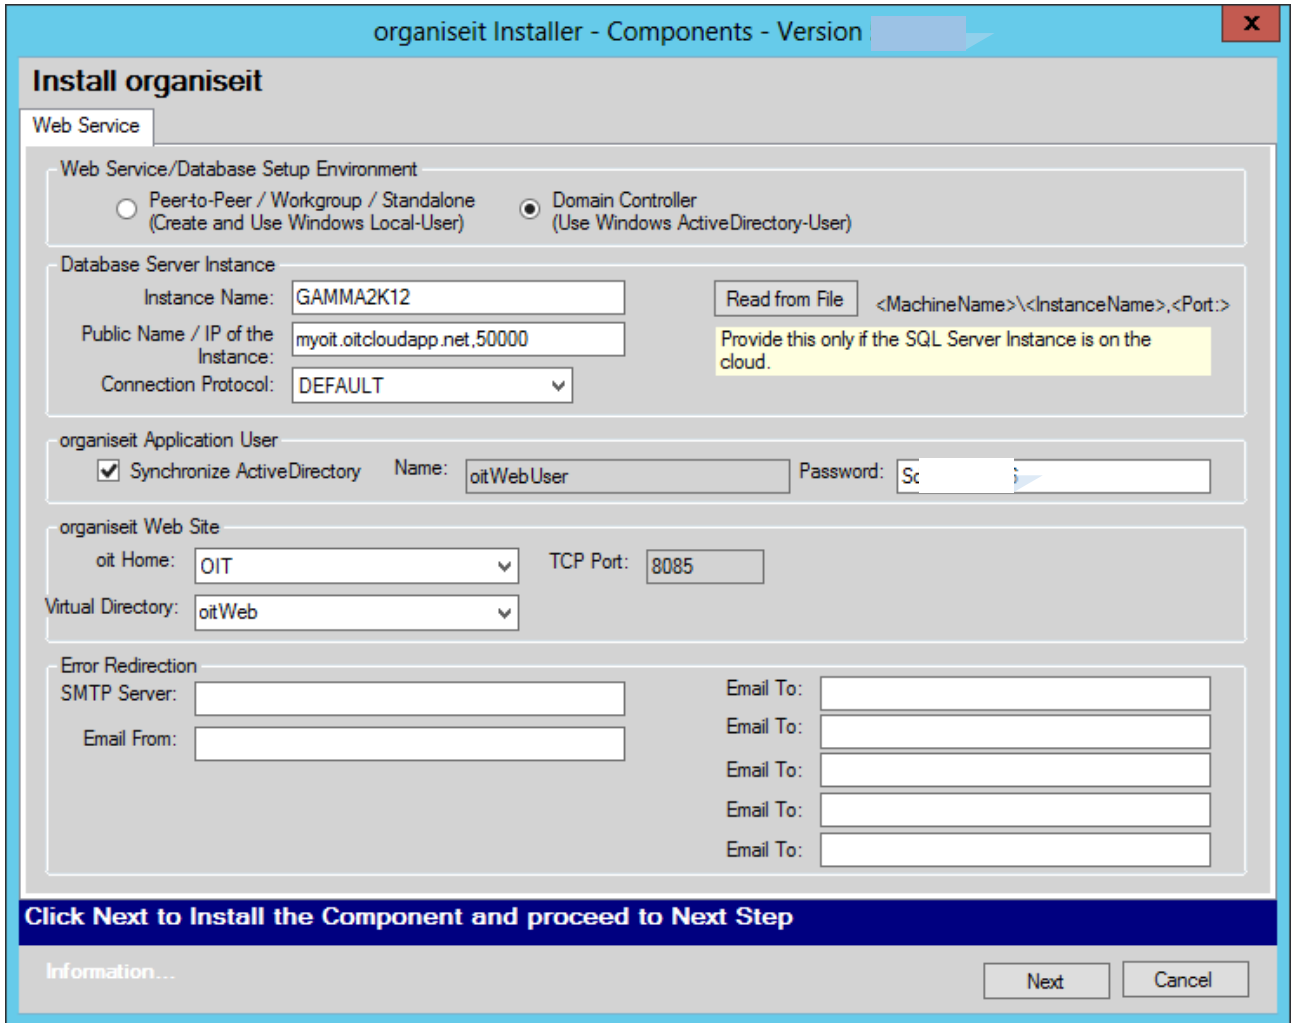 organiseit Installer - Components - Version
X
Install organiseit
Web Service
Web Service/Database Setup Environment
Peer-to-Peer / Workgroup / Standalone
(Create and Use Windows Local-User)
Domain Controller
(Use Windows ActiveDirectory-User)
Database Server Instance
Instance Name: GAMMA2K12
Read from File <MachineName>\<InstanceName>,<Port:>
Public Name / IP of the
Instance:
myoit.oitcloudapp.net,50000
Provide this only if the SQL Server Instance is on the
cloud.
Connection Protocol: DEFAULT
organiseit Application User
Synchronize ActiveDirectory Name: oitWebUser Password:
organiseit Web Site
oit Home: OIT TCP Port: 8085
Virtual Directory: oitWeb
Error Redirection
SMTP Server:
Email From:
Email To:
Email To:
Email To:
Email To:
Email To:
Click Next to Install the Component and proceed to Next Step
Information...
Next Cancel